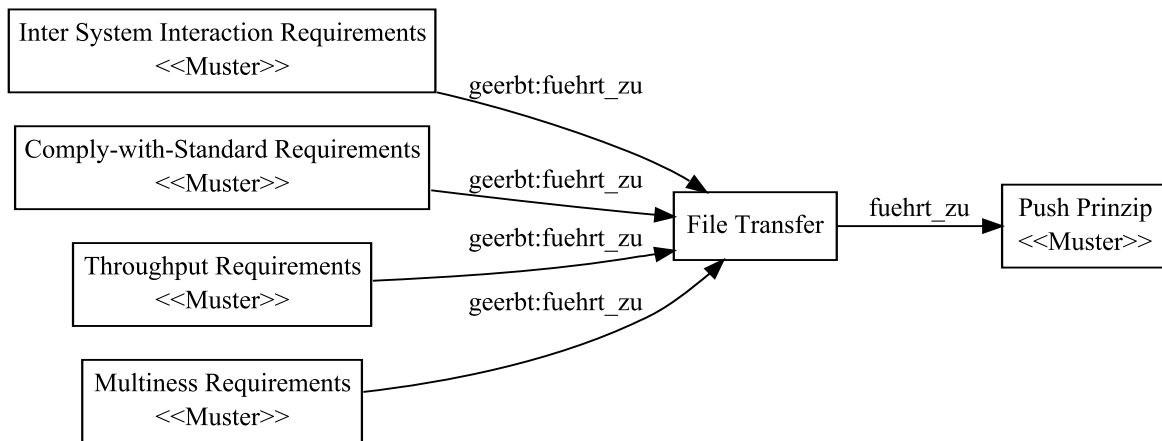 Inter System Interaction Requirements
<<Muster>>
geerbt:fuehrt_zu
Comply-with-Standard Requirements
<<Muster>>
geerbt:fuehrt_zu
Throughput Requirements
<<Muster>>
geerbt:fuehrt_zu
Multiness Requirements
<<Muster>>
geerbt:fuehrt_zu
File Transfer
fuehrt_zu
Push Prinzip
<<Muster>>